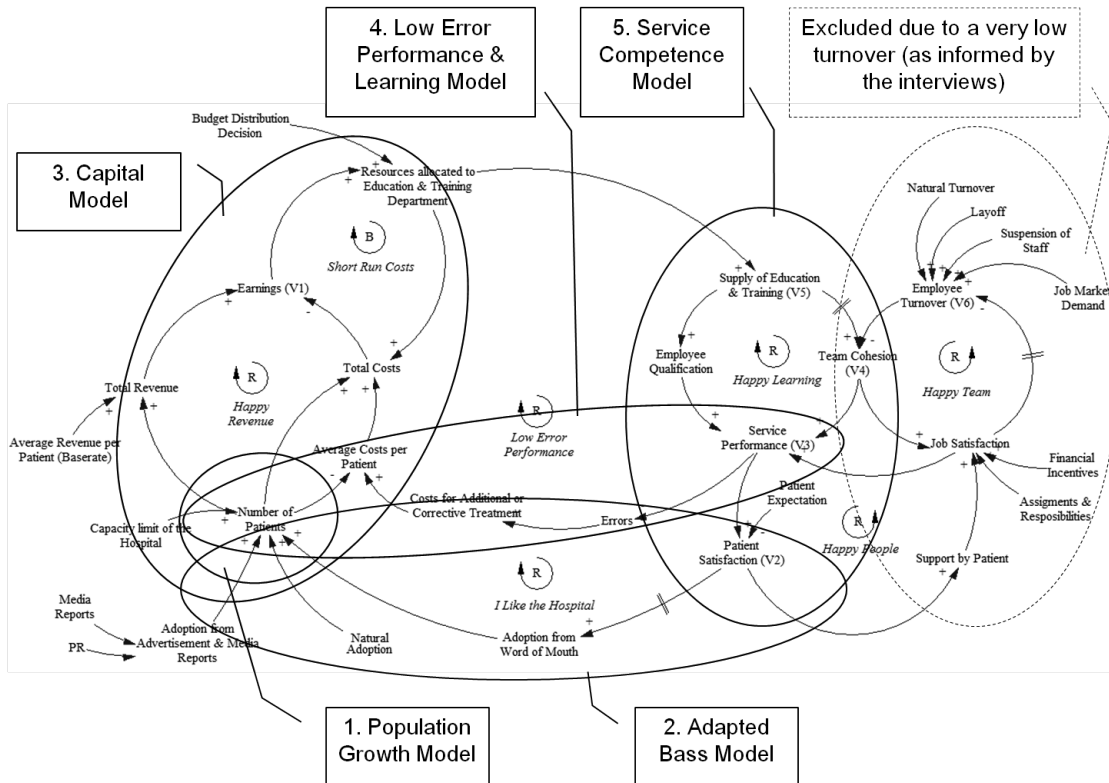 4. Low Error
Performance &
Learning Model
5. Service
Competence
Model
Excluded due to a very low
turnover (as informed by
the interviews)
3. Capital
Model
Budget Distribution
Decision
+
+
Resources allocated to
Education & Training
Department
B
Short Run Costs
Earnings (V1)
+
-
Total Revenue
+
+
R
Happy
Revenue
+
Total Costs
+
+
Average Revenue per
Patient (Baserate)
Average Costs per
Patient
-
+
Capacity limit of the
Hospital
Number of
Patients
+
+
+
+
Costs for Additional or
Corrective Treatment
+
Errors
-
R
Low Error
Performance
Media
Reports
PR
Adoption from
Advertisement & Media
Reports
Natural
Adoption
R
I Like the Hospital
Adoption from
Word of Mouth
+
+
Supply of Education
& Training (V5)
+
Employee
Qualification
R
Happy Learning
+
-
Team Cohesion
(V4)
+
+
+
Service
Performance (V3)
Patient
Expectation
+
-
Patient
Satisfaction (V2)
R
Happy People
Natural Turnover
Layoff
Suspension of
Staff
Job Market
Demand
+
+
+
+
-
Employee
Turnover (V6)
R
Happy Team
+
Job Satisfaction
+
Financial
Incentives
Assigments &
Resposibilities
Support by Patient
+
1. Population
Growth Model
2. Adapted
Bass Model